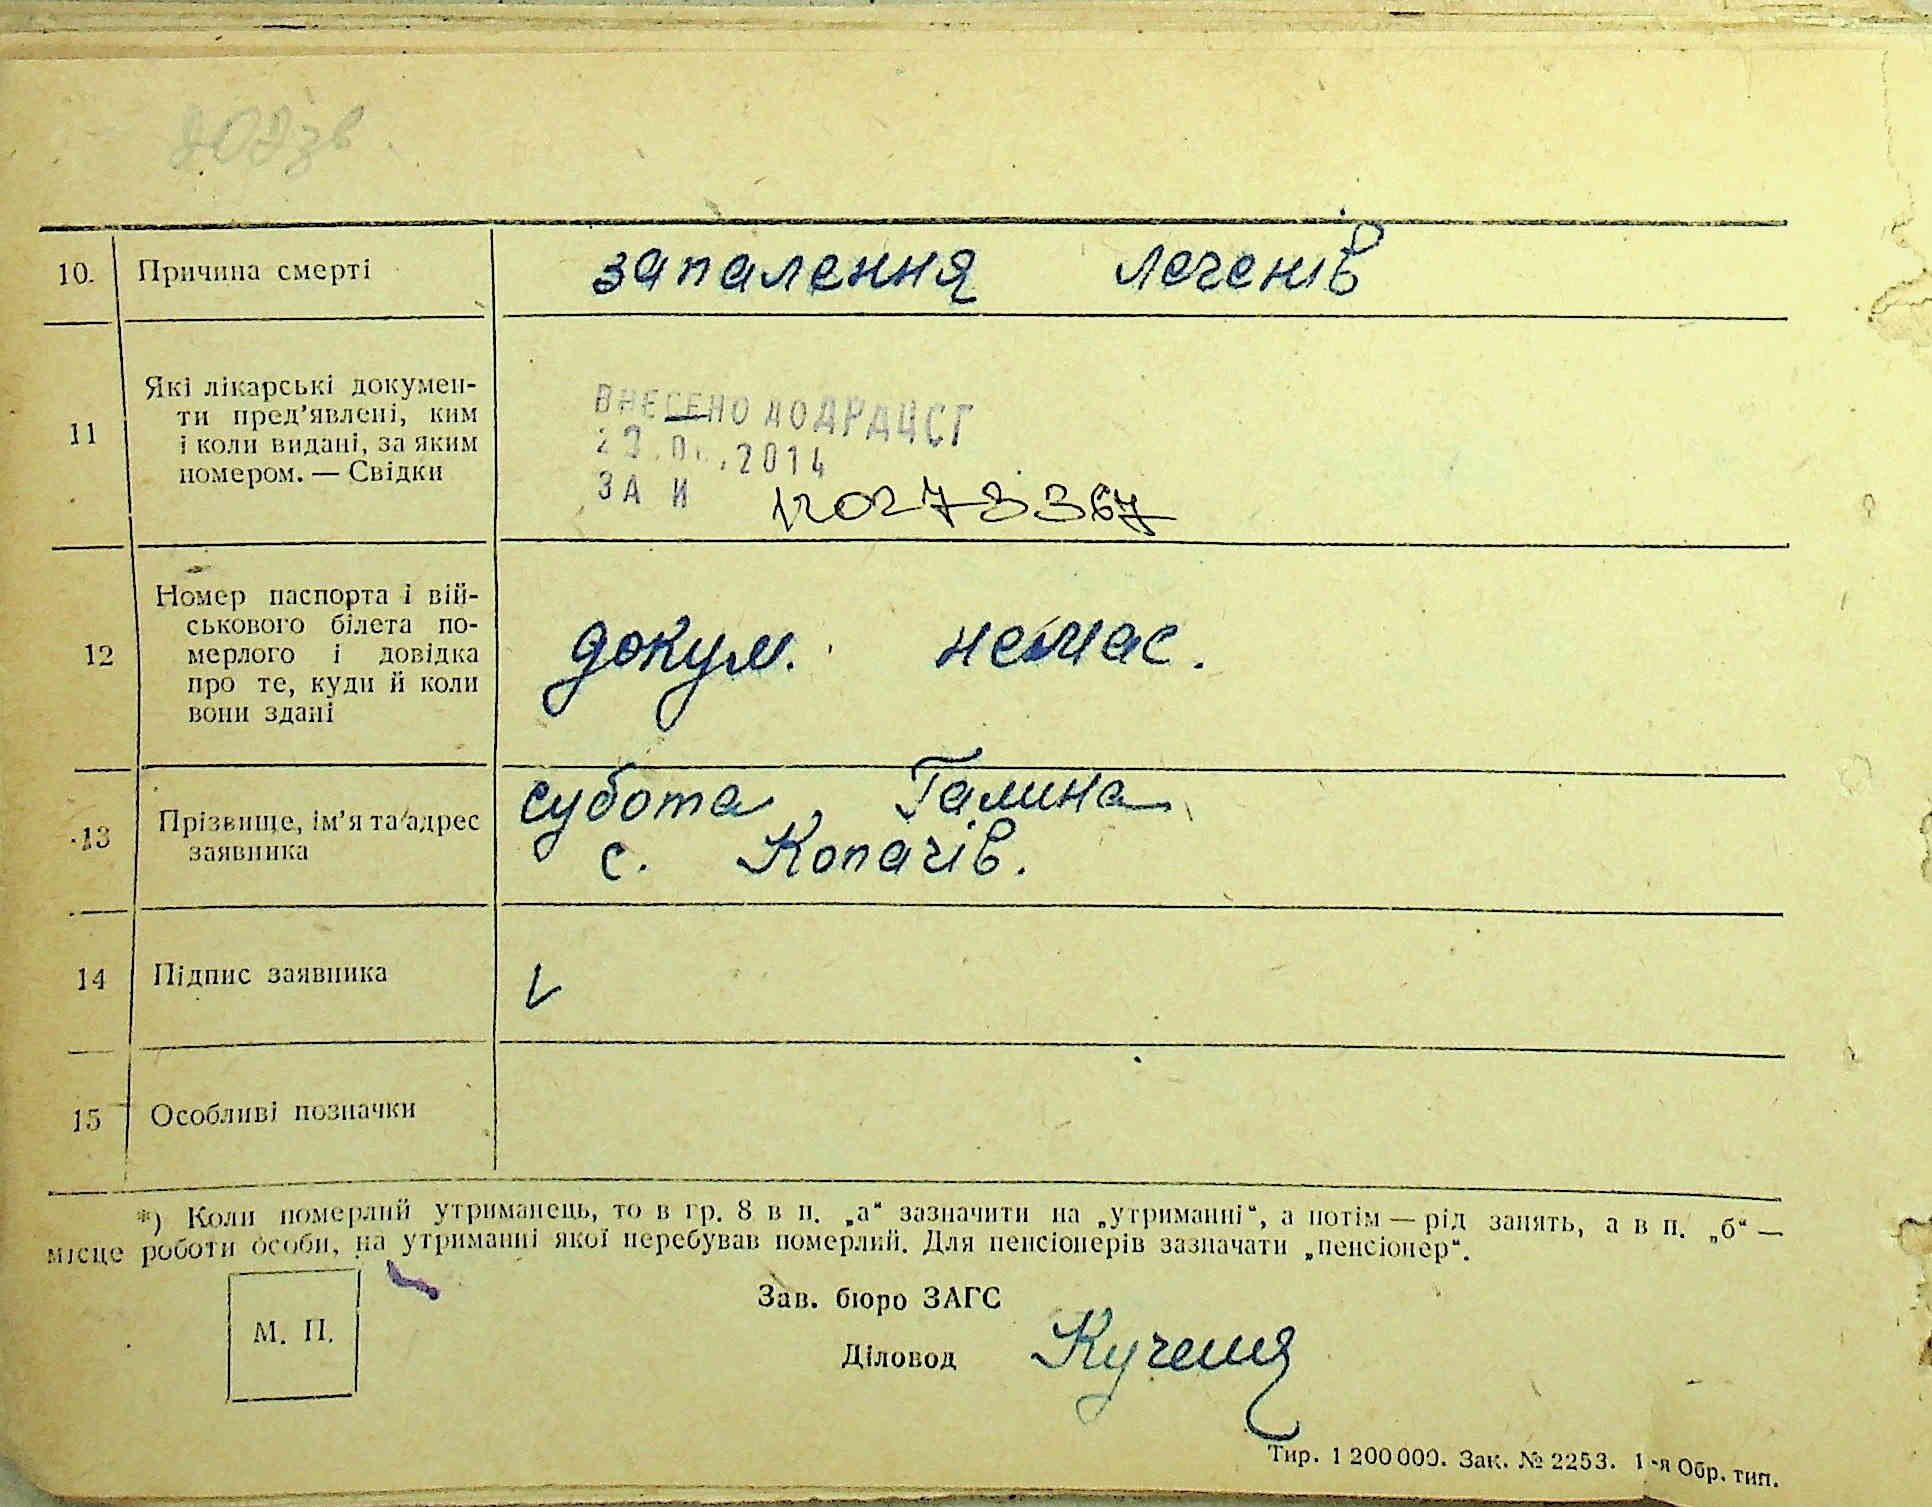 10. Причина смерті запалення легенів
11 Які лікарські докумен-
ти пред’явлені, ким
і коли видані, за яким
номером. — Свідки
ВНЕСЕНО ДО ДРАЦСГ
2014
ЗА И 120273367
12 Номер паспорта і вій-
ськового білета по-
мерлого і довідка
про те, куди й коли
вони здані
докум. немає.
13 Прізвище, ім’я та адрес
заявника
субота Галина
с. Копачів.
14 Підпис заявника
15 Особливі позначки
*) Коли померлий утриманець, то в гр. 8 в п. „а“ зазначити на „утриманні“, а потім — рід занять, а в п. „б“ —
місце роботи особи, на утриманні якої перебував померлий. Для пенсіонерів зазначати „пенсіонер“.
М. П.
Зав. бюро ЗАГС
Діловод
Тир. 1 200 000. Зак. № 2253. 1-я Обр. тип.